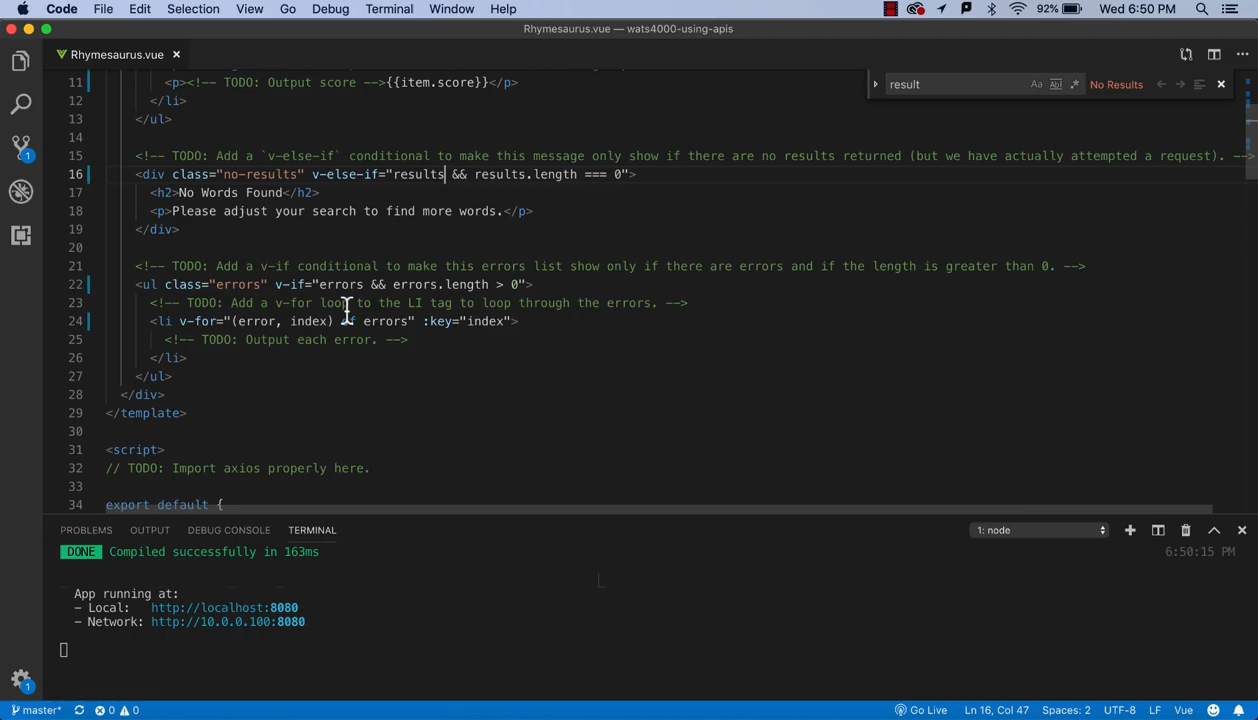 Code File Edit Selection View Go Debug Terminal Window Help 92% Wed 6:50 PM
Rhymesaurus.vue — wats4000-using-apis
Rhymesaurus.vue
result Aa Abl .* No Results
11 <p><!-- TODO: Output score -->{{item.score}}</p>
12 </li>
13 </ul>
14
15 <!-- TODO: Add a `v-else-if` conditional to make this message only show if there are no results returned (but we have actually attempted a request). -->
16 <div class="no-results" v-else-if="results && results.length === 0">
17 <h2>No Words Found</h2>
18 <p>Please adjust your search to find more words.</p>
19 </div>
20
21 <!-- TODO: Add a v-if conditional to make this errors list show only if there are errors and if the length is greater than 0. -->
22 <ul class="errors" v-if="errors && errors.length > 0">
23 <!-- TODO: Add a v-for loop to the LI tag to loop through the errors. -->
24 <li v-for="(error, index) of errors" :key="index">
25 <!-- TODO: Output each error. -->
26 </li>
27 </ul>
28 </div>
29 </template>
30
31 <script>
32 // TODO: Import axios properly here.
33
34 export default {
PROBLEMS OUTPUT DEBUG CONSOLE TERMINAL 1: node
DONE Compiled successfully in 163ms 6:50:15 PM
App running at:
- Local: http://localhost:8080
- Network: http://10.0.0.100:8080
1
1
master* 0 0 Go Live Ln 16, Col 47 Spaces: 2 UTF-8 LF Vue